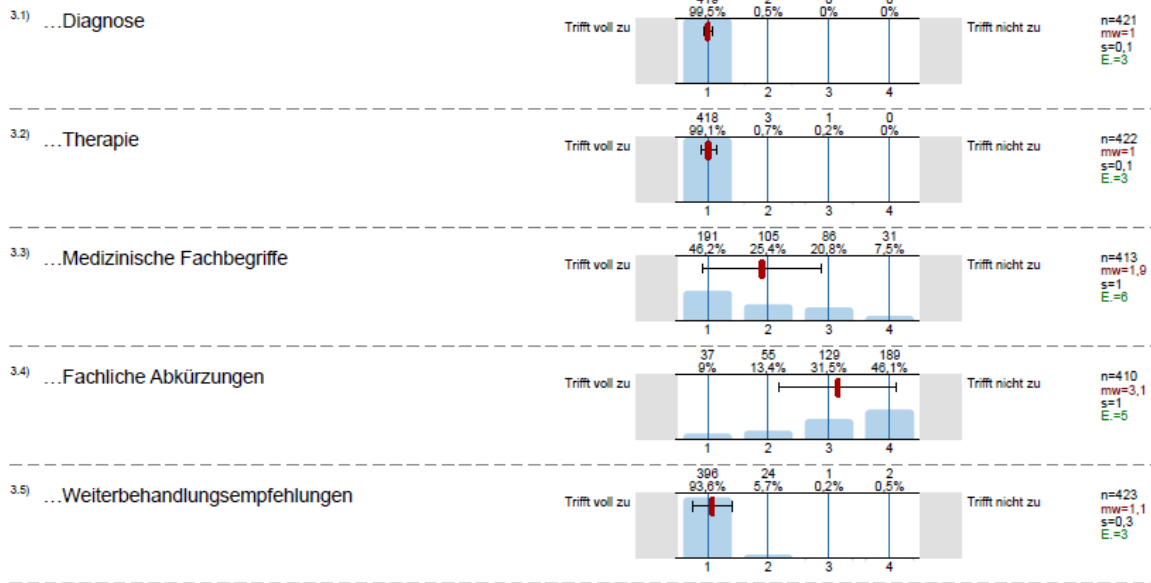 419 2 0 0
3.1) ...Diagnose Trifft voll zu 99,5% 0,5% 0% 0% Trifft nicht zu n=421
mw=1
s=0,1
E.=3
1 2 3 4
418 3 1 0
3.2) ...Therapie Trifft voll zu 99,1% 0,7% 0,2% 0% Trifft nicht zu n=422
mw=1
s=0,1
E.=3
1 2 3 4
191 105 86 31
3.3) ...Medizinische Fachbegriffe Trifft voll zu 46,2% 25,4% 20,8% 7,5% Trifft nicht zu n=413
mw=1,9
s=1
E.=6
1 2 3 4
37 55 129 189
3.4) ...Fachliche Abkürzungen Trifft voll zu 9% 13,4% 31,5% 46,1% Trifft nicht zu n=410
mw=3,1
s=1
E.=5
1 2 3 4
396 24 1 2
3.5) ...Weiterbehandlungsempfehlungen Trifft voll zu 93,6% 5,7% 0,2% 0,5% Trifft nicht zu n=423
mw=1,1
s=0,3
E.=3
1 2 3 4